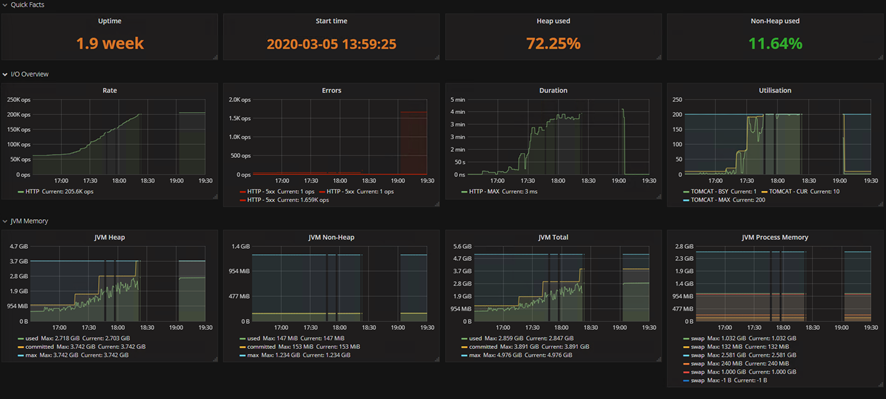 Quick Facts
Uptime
Start time
Heap used
Non-Heap used
1.9 week
2020-03-05 13:59:25
72.25%
11.64%
I/O Overview
Rate
250K ops
200K ops
150K ops
100K ops
50K ops
0 ops
17:00 17:30 18:00 18:30 19:00 19:30
HTTP Current: 205.6K ops
Errors
2.0K ops
1.5K ops
1.0K ops
500 ops
0 ops
17:00 17:30 18:00 18:30 19:00 19:30
HTTP - 5xx Current: 1 ops HTTP - 5xx Current: 1 ops
HTTP - 5xx Current: 1.659K ops
Duration
5 min
4 min
3 min
2 min
50 s
0 ms
17:00 17:30 18:00 18:30 19:00 19:30
HTTP - MAX Current: 3 ms
Utilisation
250
200
150
100
50
0
17:00 17:30 18:00 18:30 19:00 19:30
TOMCAT - BSY Current: 1 TOMCAT - CUR Current: 10
TOMCAT - MAX Current: 200
JVM Memory
JVM Heap
4.7 GiB
3.7 GiB
2.8 GiB
1.9 GiB
954 MiB
0 B
17:00 17:30 18:00 18:30 19:00 19:30
used Max: 2.718 GiB Current: 2.703 GiB
committed Max: 3.742 GiB Current: 3.742 GiB
max Max: 3.742 GiB Current: 3.742 GiB
JVM Non-Heap
1.4 GiB
954 MiB
477 MiB
0 B
17:00 17:30 18:00 18:30 19:00 19:30
used Max: 147 MiB Current: 147 MiB
committed Max: 153 MiB Current: 153 MiB
max Max: 1.234 GiB Current: 1.234 GiB
JVM Total
5.6 GiB
4.7 GiB
3.7 GiB
2.8 GiB
1.9 GiB
954 MiB
0 B
17:00 17:30 18:00 18:30 19:00 19:30
used Max: 2.859 GiB Current: 2.847 GiB
committed Max: 3.891 GiB Current: 3.891 GiB
max Max: 4.976 GiB Current: 4.976 GiB
JVM Process Memory
2.8 GiB
2.3 GiB
1.9 GiB
1.4 GiB
954 MiB
477 MiB
0 B
17:00 17:30 18:00 18:30 19:00 19:30
swap Max: 1.032 GiB Current: 1.032 GiB
swap Max: 132 MiB Current: 132 MiB
swap Max: 2.581 GiB Current: 2.581 GiB
swap Max: 240 MiB Current: 240 MiB
swap Max: 1.000 GiB Current: 1.000 GiB
swap Max: -1 B Current: -1 B